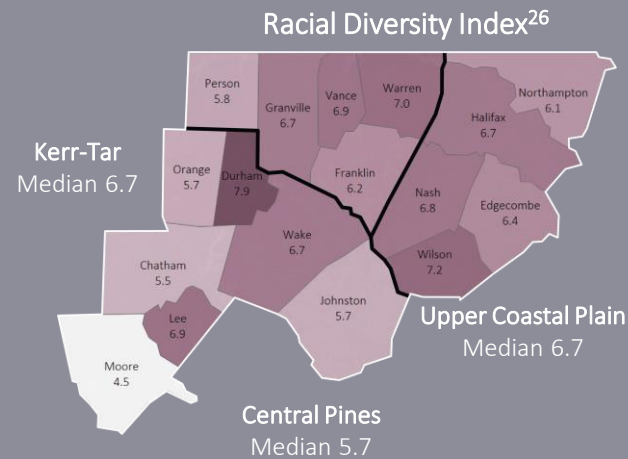 Racial Diversity Index26
Person
5.8
Granville
6.7
Vance
6.9
Warren
7.0
Northampton
6.1
Halifax
6.7
Kerr-Tar
Median 6.7
Orange
5.7
Durham
7.9
Franklin
6.2
Nash
6.8
Edgecombe
6.4
Wake
6.7
Wilson
7.2
Chatham
5.5
Johnston
5.7
Lee
6.9
Upper Coastal Plain
Median 6.7
Moore
4.5
Central Pines
Median 5.7